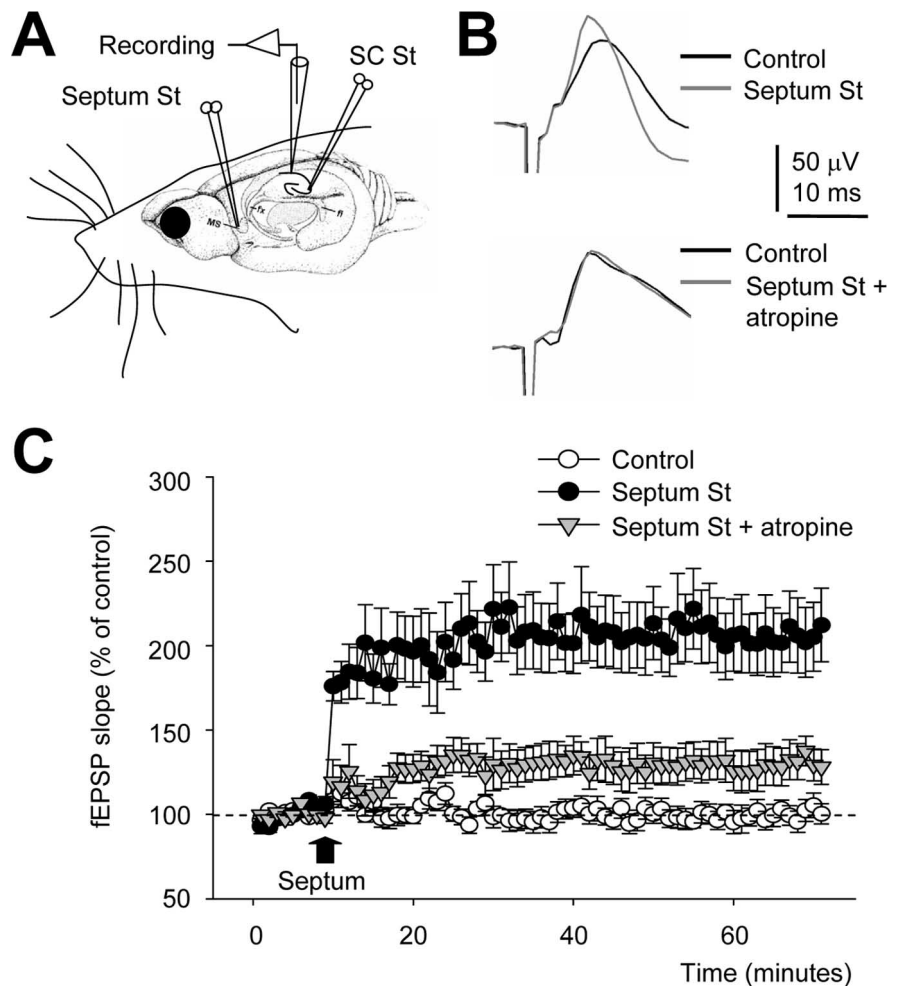 A
Recording
SC St
Septum St
MS
fx
fi
B
Control
Septum St
50 μV
10 ms
Control
Septum St +
atropine
C
Control
Septum St
Septum St + atropine
fEPSP slope (% of control)
300
250
200
150
100
50
Septum
0
20
40
60
Time (minutes)